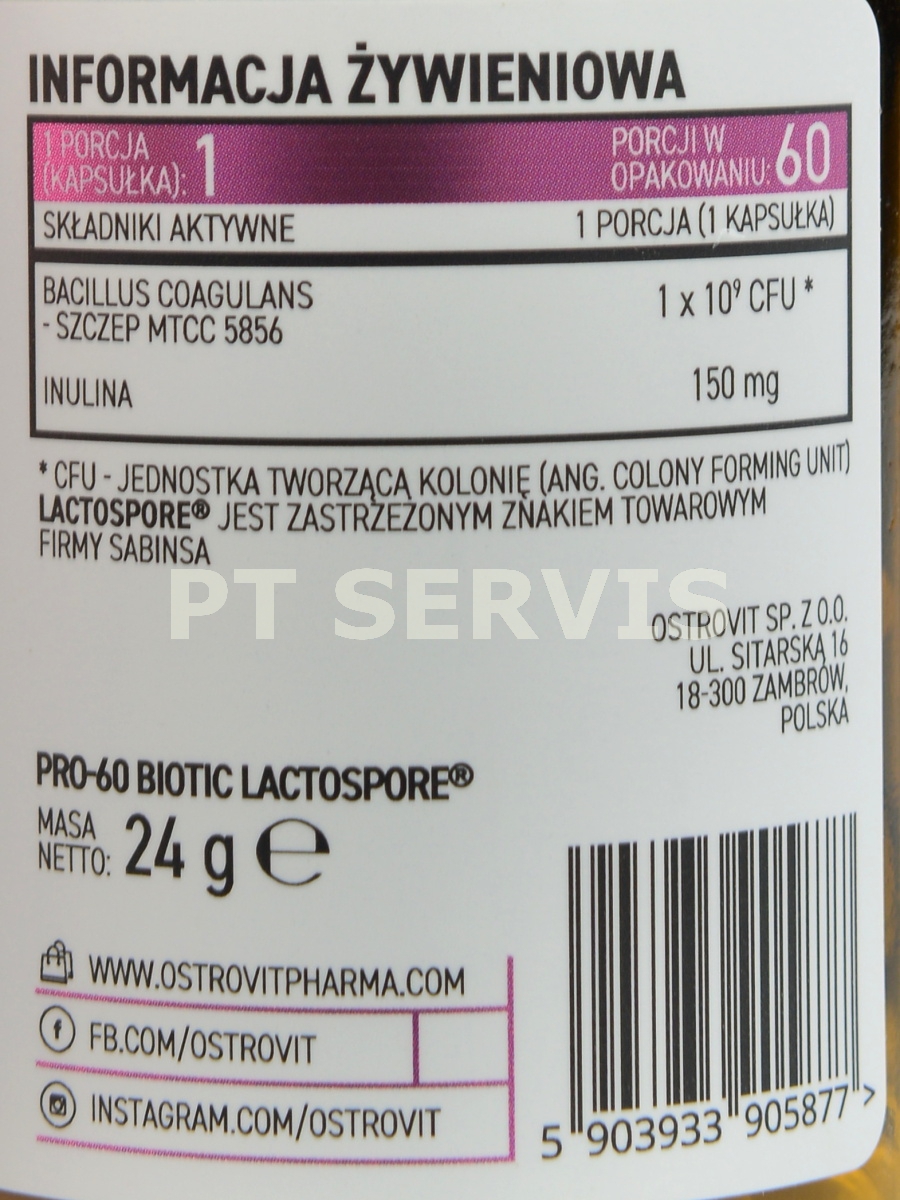 INFORMACJA ŻYWIENIOWA
1 PORCJA
(KAPSUŁKA): 1
PORCJI W
OPAKOWANIU: 60
SKŁADNIKI AKTYWNE 1 PORCJA (1 KAPSUŁKA)
BACILLUS COAGULANS 1 x 10⁹ CFU *
- SZCZEP MTCC 5856
INULINA 150 mg
* CFU - JEDNOSTKA TWORZĄCA KOLONIĘ (ANG. COLONY FORMING UNIT)
LACTOSPORE® JEST ZASTRZEŻONYM ZNAKIEM TOWAROWYM
FIRMY SABINSA
PT SERVIS
OSTROVIT SP. Z O.O.
UL. SITARSKA 16
18-300 ZAMBRÓW,
POLSKA
PRO-60 BIOTIC LACTOSPORE®
MASA
NETTO: 24 g ℮
WWW.OSTROVITPHARMA.COM
FB.COM/OSTROVIT
INSTAGRAM.COM/OSTROVIT
5 903933 905877 >